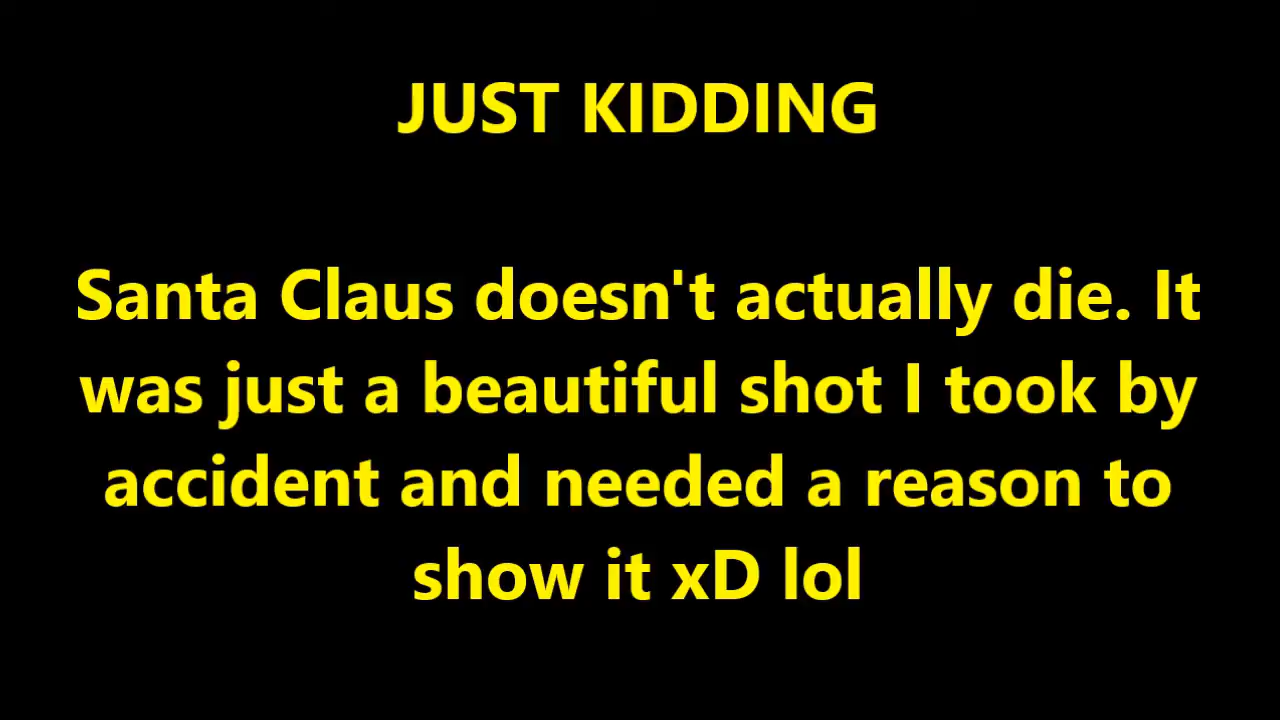 JUST KIDDING
Santa Claus doesn't actually die. It
was just a beautiful shot I took by
accident and needed a reason to
show it xD lol